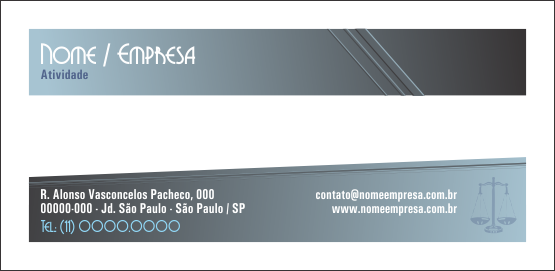 Nome / Empresa
Atividade
R. Alonso Vasconcelos Pacheco, 000
00000-000 · Jd. São Paulo · São Paulo / SP
Tel: (11) 0000.0000
contato@nomeempresa.com.br
www.nomeempresa.com.br